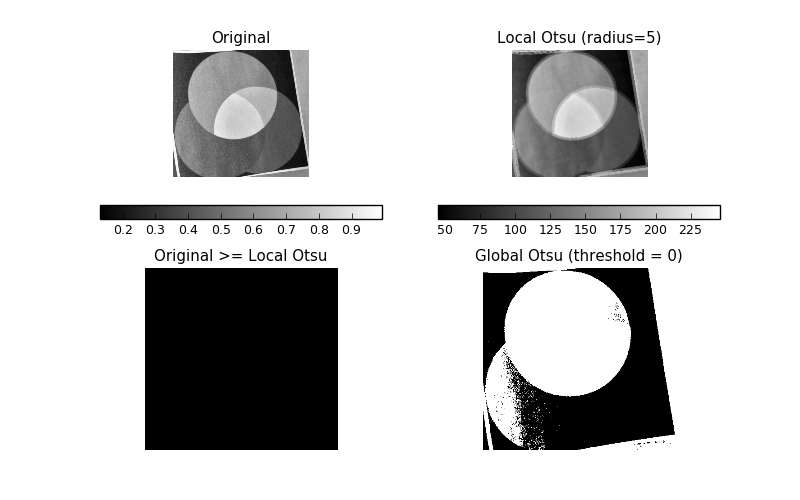 Original
Local Otsu (radius=5)
0.2 0.3 0.4 0.5 0.6 0.7 0.8 0.9
50 75 100 125 150 175 200 225
Original >= Local Otsu
Global Otsu (threshold = 0)